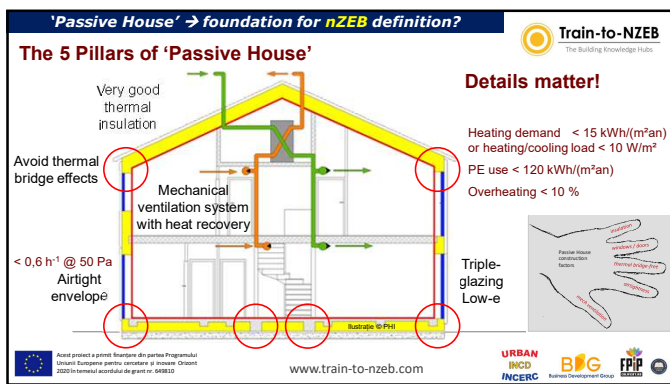 ‘Passive House’ → foundation for nZEB definition?
Train-to-NZEB
The Building Knowledge Hubs
The 5 Pillars of ‘Passive House’
Details matter!
Very good
thermal
insulation
Heating demand < 15 kWh/(m²an)
or heating/cooling load < 10 W/m²
PE use < 120 kWh/(m²an)
Overheating < 10 %
Avoid thermal
bridge effects
Mechanical
ventilation system
with heat recovery
< 0,6 h⁻¹ @ 50 Pa
Airtight
envelope
Triple-
glazing
Low-e
Passive House
construction
factors
insulation
windows / doors
thermal bridge free
airtightness
mech ventilation
Ilustrație © PHI
Acest proiect a primit finanțare din partea Programului
Uniunii Europene pentru cercetare și inovare Orizont
2020 în temeiul acordului de grant nr. 649810
www.train-to-nzeb.com
URBAN
INCD
INCERC
BDG
Business Development Group
FPIP